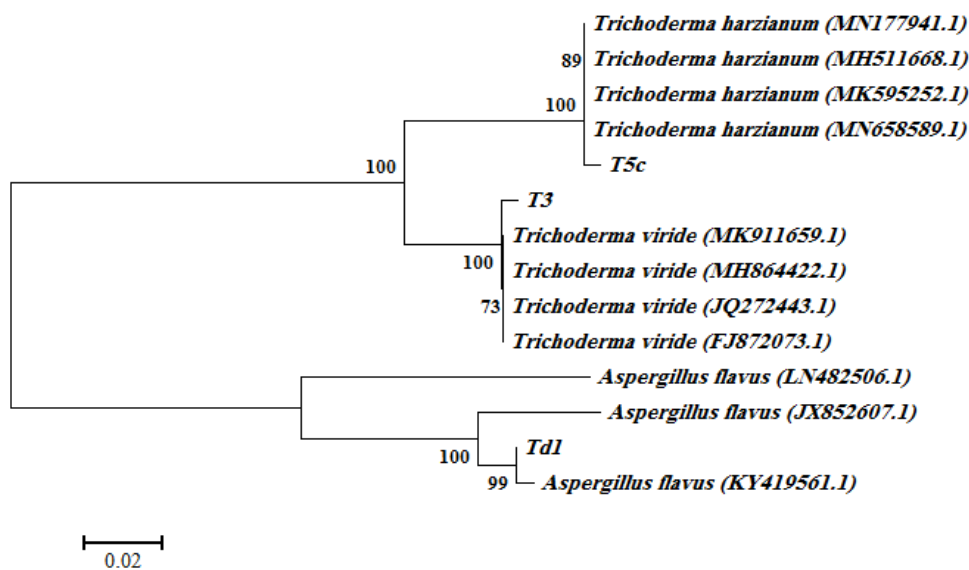 Trichoderma harzianum (MN177941.1)
89
Trichoderma harzianum (MH511668.1)
Trichoderma harzianum (MK595252.1)
100
Trichoderma harzianum (MN658589.1)
100
T5c
T3
Trichoderma viride (MK911659.1)
100
Trichoderma viride (MH864422.1)
73
Trichoderma viride (JQ272443.1)
Trichoderma viride (FJ872073.1)
Aspergillus flavus (LN482506.1)
Aspergillus flavus (JX852607.1)
100
Td1
99
Aspergillus flavus (KY419561.1)
0.02